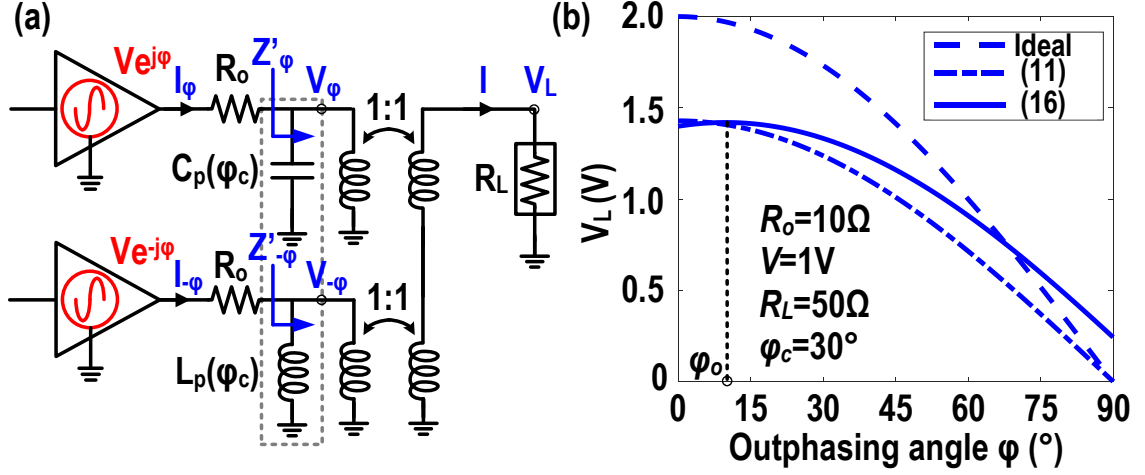 (a)
Ve^jφ
I_φ
R_o
Z'_φ
V_φ
1:1
I
V_L
C_p(φ_c)
R_L
Ve^-jφ
I_-φ
R_o
Z'_-φ
V_-φ
1:1
L_p(φ_c)
(b)
2.0
1.5
1.0
0.5
0
V_L (V)
Ideal
(11)
(16)
R_o=10Ω
V=1V
R_L=50Ω
φ_c=30°
φ_o
0 15 30 45 60 75 90
Outphasing angle φ (°)